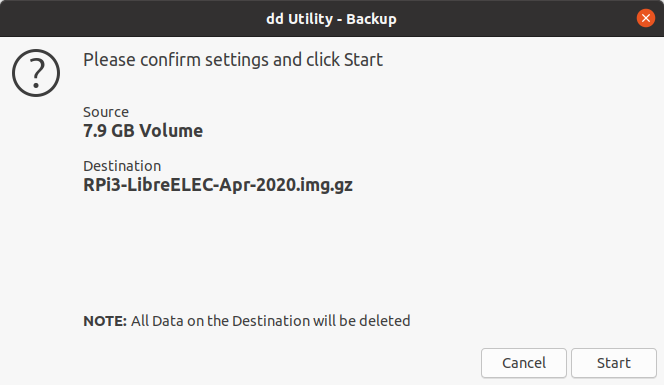 dd Utility - Backup
Please confirm settings and click Start
Source
7.9 GB Volume
Destination
RPi3-LibreELEC-Apr-2020.img.gz
NOTE: All Data on the Destination will be deleted
Cancel Start